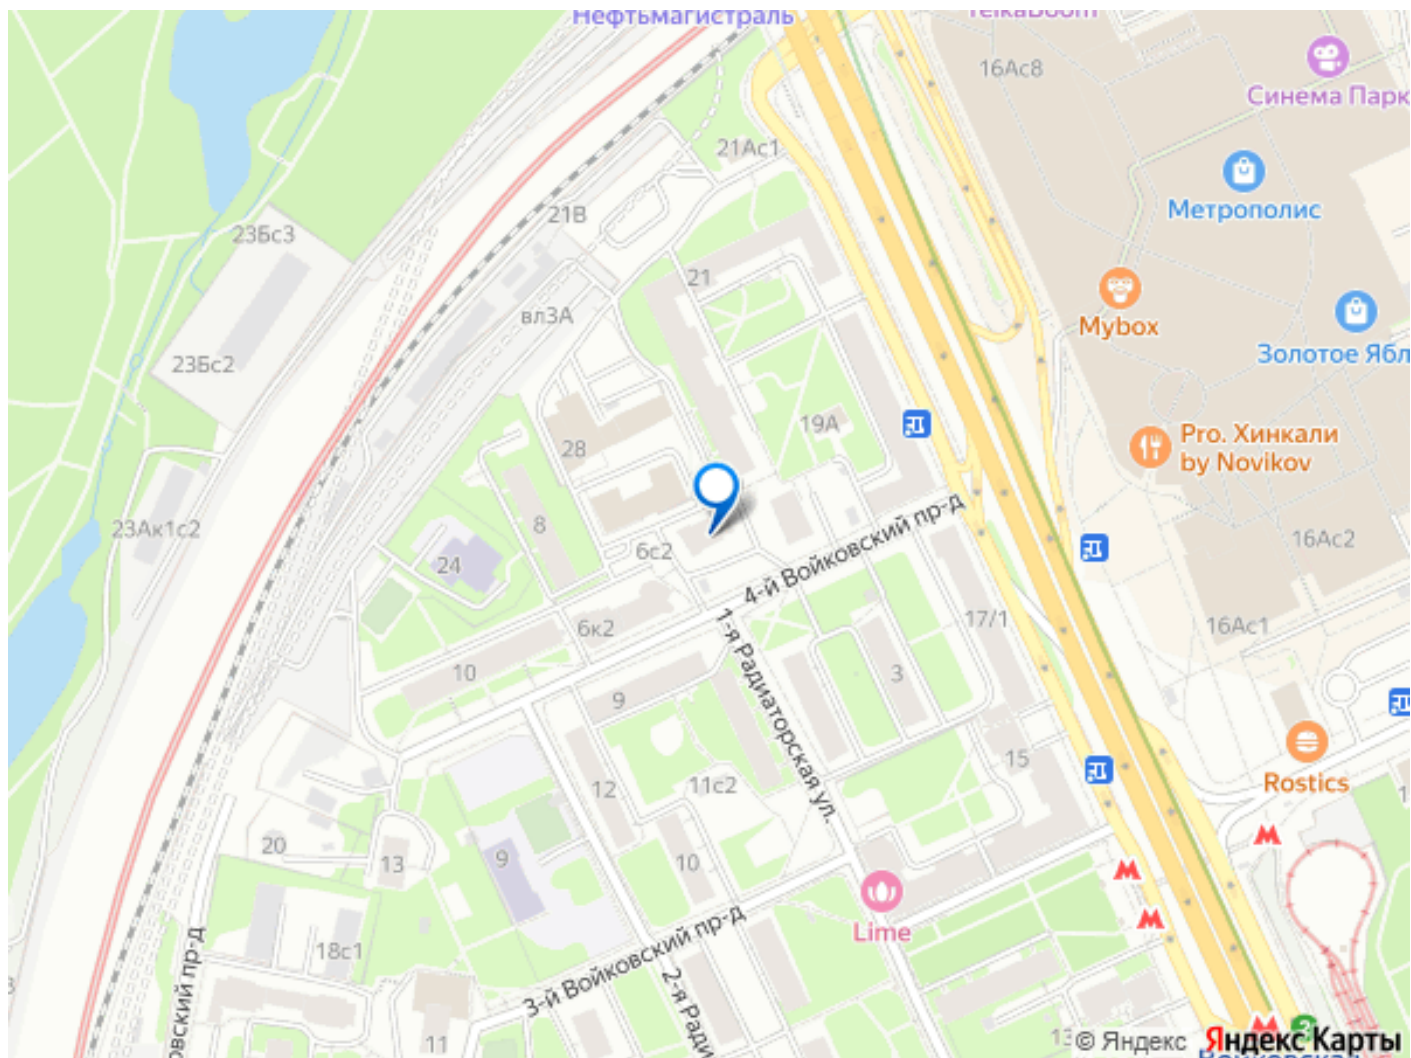 Нефтьмагистраль
16Ас8
Синема Парк
21Ас1
Метрополис
21В
23Бс3
21
вл3А
Mybox
23Бс2
Золотое Ябл
19А
28
Pro. Хинкали
by Novikov
23Ак1с2
8
6с2
24
4-й Войковский пр-д
16Ас2
6к2
17/1
16Ас1
1-я Радиаторская ул.
10
3
9
15
Rostics
12
11с2
20
13
9
10
Lime
3-й Войковский пр-д
18с1
2-я Ради
овский пр-д
11
13
© Яндекс
Яндекс Карты